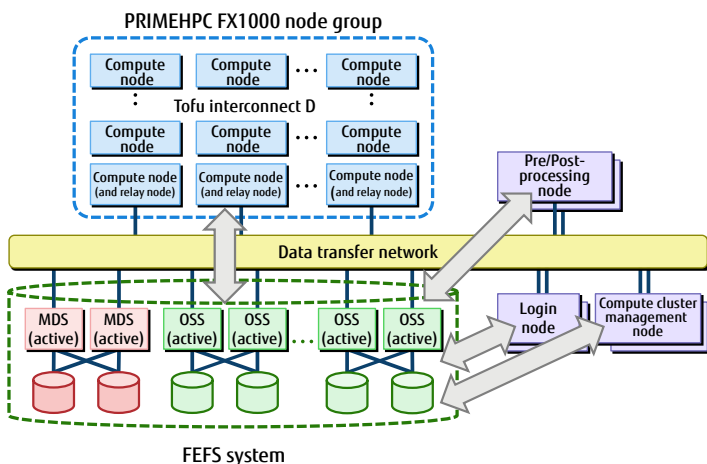 PRIMEHPC FX1000 node group
Compute node
Compute node
...
Compute node
Tofu interconnect D
Compute node
Compute node
...
Compute node
Compute node
(and relay node)
Compute node
(and relay node)
...
Compute node
(and relay node)
Pre/Post-
processing
node
Data transfer network
MDS
(active)
MDS
(active)
OSS
(active)
OSS
(active)
...
OSS
(active)
OSS
(active)
Login
node
Compute cluster
management
node
FEFS system